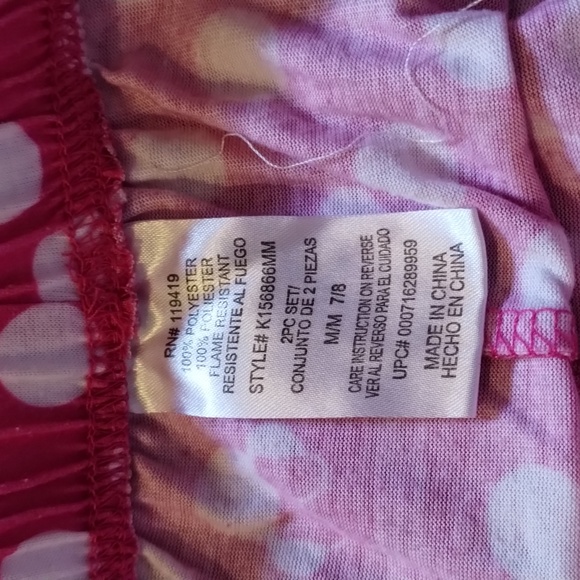 RN# 119419
100% POLYESTER
100% POLIESTER
FLAME RESISTANT
RESISTENTE AL FUEGO
STYLE# K156866MM
2PC SET/
CONJUNTO DE 2 PIEZAS
M/M 7/8
CARE INSTRUCTION ON REVERSE
VER AL REVERSO PARA EL CUIDADO
UPC# 000716289959
MADE IN CHINA
HECHO EN CHINA